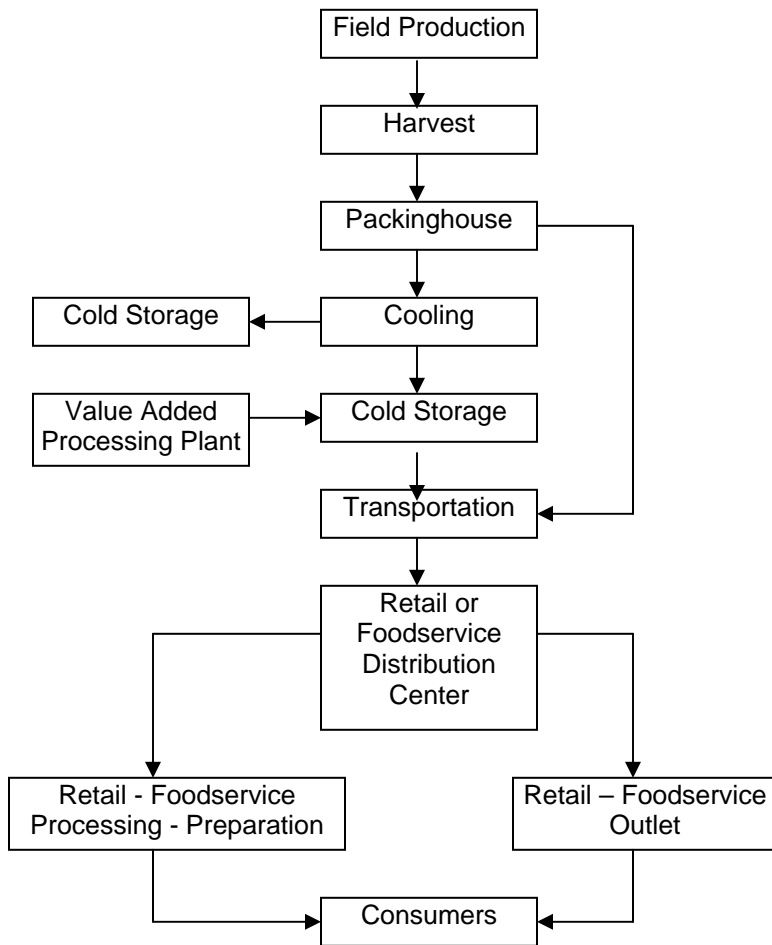 Field Production
Harvest
Packinghouse
Cold Storage
Cooling
Value Added
Processing Plant
Cold Storage
Transportation
Retail or
Foodservice
Distribution
Center
Retail - Foodservice
Processing - Preparation
Retail – Foodservice
Outlet
Consumers